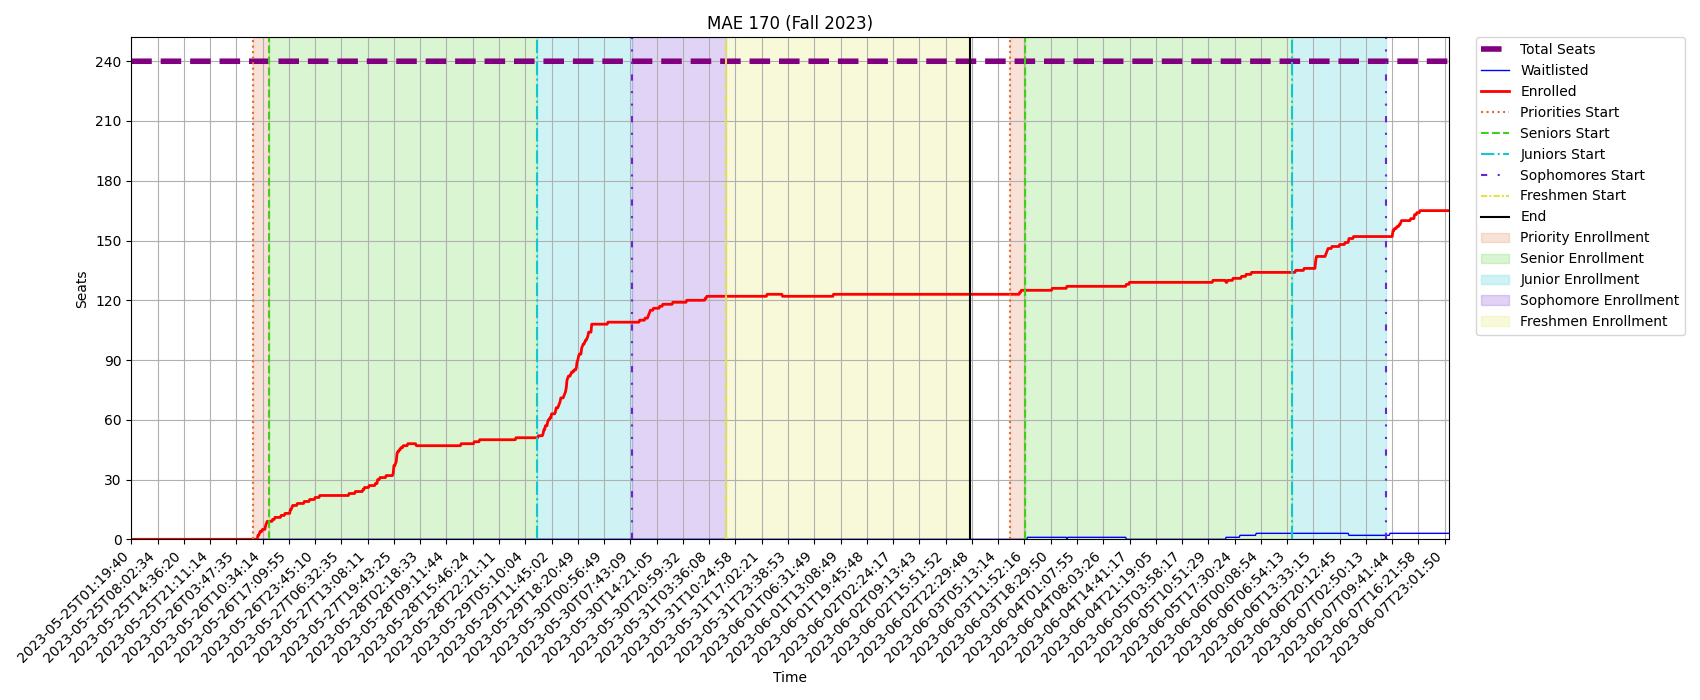 MAE 170 (Fall 2023)
Seats
240
210
180
150
120
90
60
30
0
2023-05-25T01:19:40
2023-05-25T08:02:34
2023-05-25T14:36:20
2023-05-25T21:11:14
2023-05-26T03:47:35
2023-05-26T10:34:14
2023-05-26T17:09:55
2023-05-26T23:45:10
2023-05-27T06:32:35
2023-05-27T13:08:11
2023-05-27T19:43:25
2023-05-28T02:18:33
2023-05-28T09:11:44
2023-05-28T15:46:24
2023-05-28T22:21:11
2023-05-29T05:10:04
2023-05-29T11:45:02
2023-05-29T18:20:49
2023-05-30T00:56:49
2023-05-30T07:43:09
2023-05-30T14:21:05
2023-05-30T20:59:32
2023-05-31T03:36:08
2023-05-31T10:24:58
2023-05-31T17:02:21
2023-05-31T23:38:53
2023-06-01T06:31:49
2023-06-01T13:08:49
2023-06-01T19:45:48
2023-06-02T02:24:17
2023-06-02T09:13:43
2023-06-02T15:51:52
2023-06-02T22:29:48
2023-06-03T05:13:14
2023-06-03T11:52:16
2023-06-03T18:29:50
2023-06-04T01:07:55
2023-06-04T08:03:26
2023-06-04T14:41:17
2023-06-04T21:19:05
2023-06-05T03:58:17
2023-06-05T10:51:29
2023-06-05T17:30:24
2023-06-06T00:08:54
2023-06-06T06:54:13
2023-06-06T13:33:15
2023-06-06T20:12:45
2023-06-07T02:50:13
2023-06-07T09:41:44
2023-06-07T16:21:58
2023-06-07T23:01:50
Time
Total Seats
Waitlisted
Enrolled
Priorities Start
Seniors Start
Juniors Start
Sophomores Start
Freshmen Start
End
Priority Enrollment
Senior Enrollment
Junior Enrollment
Sophomore Enrollment
Freshmen Enrollment